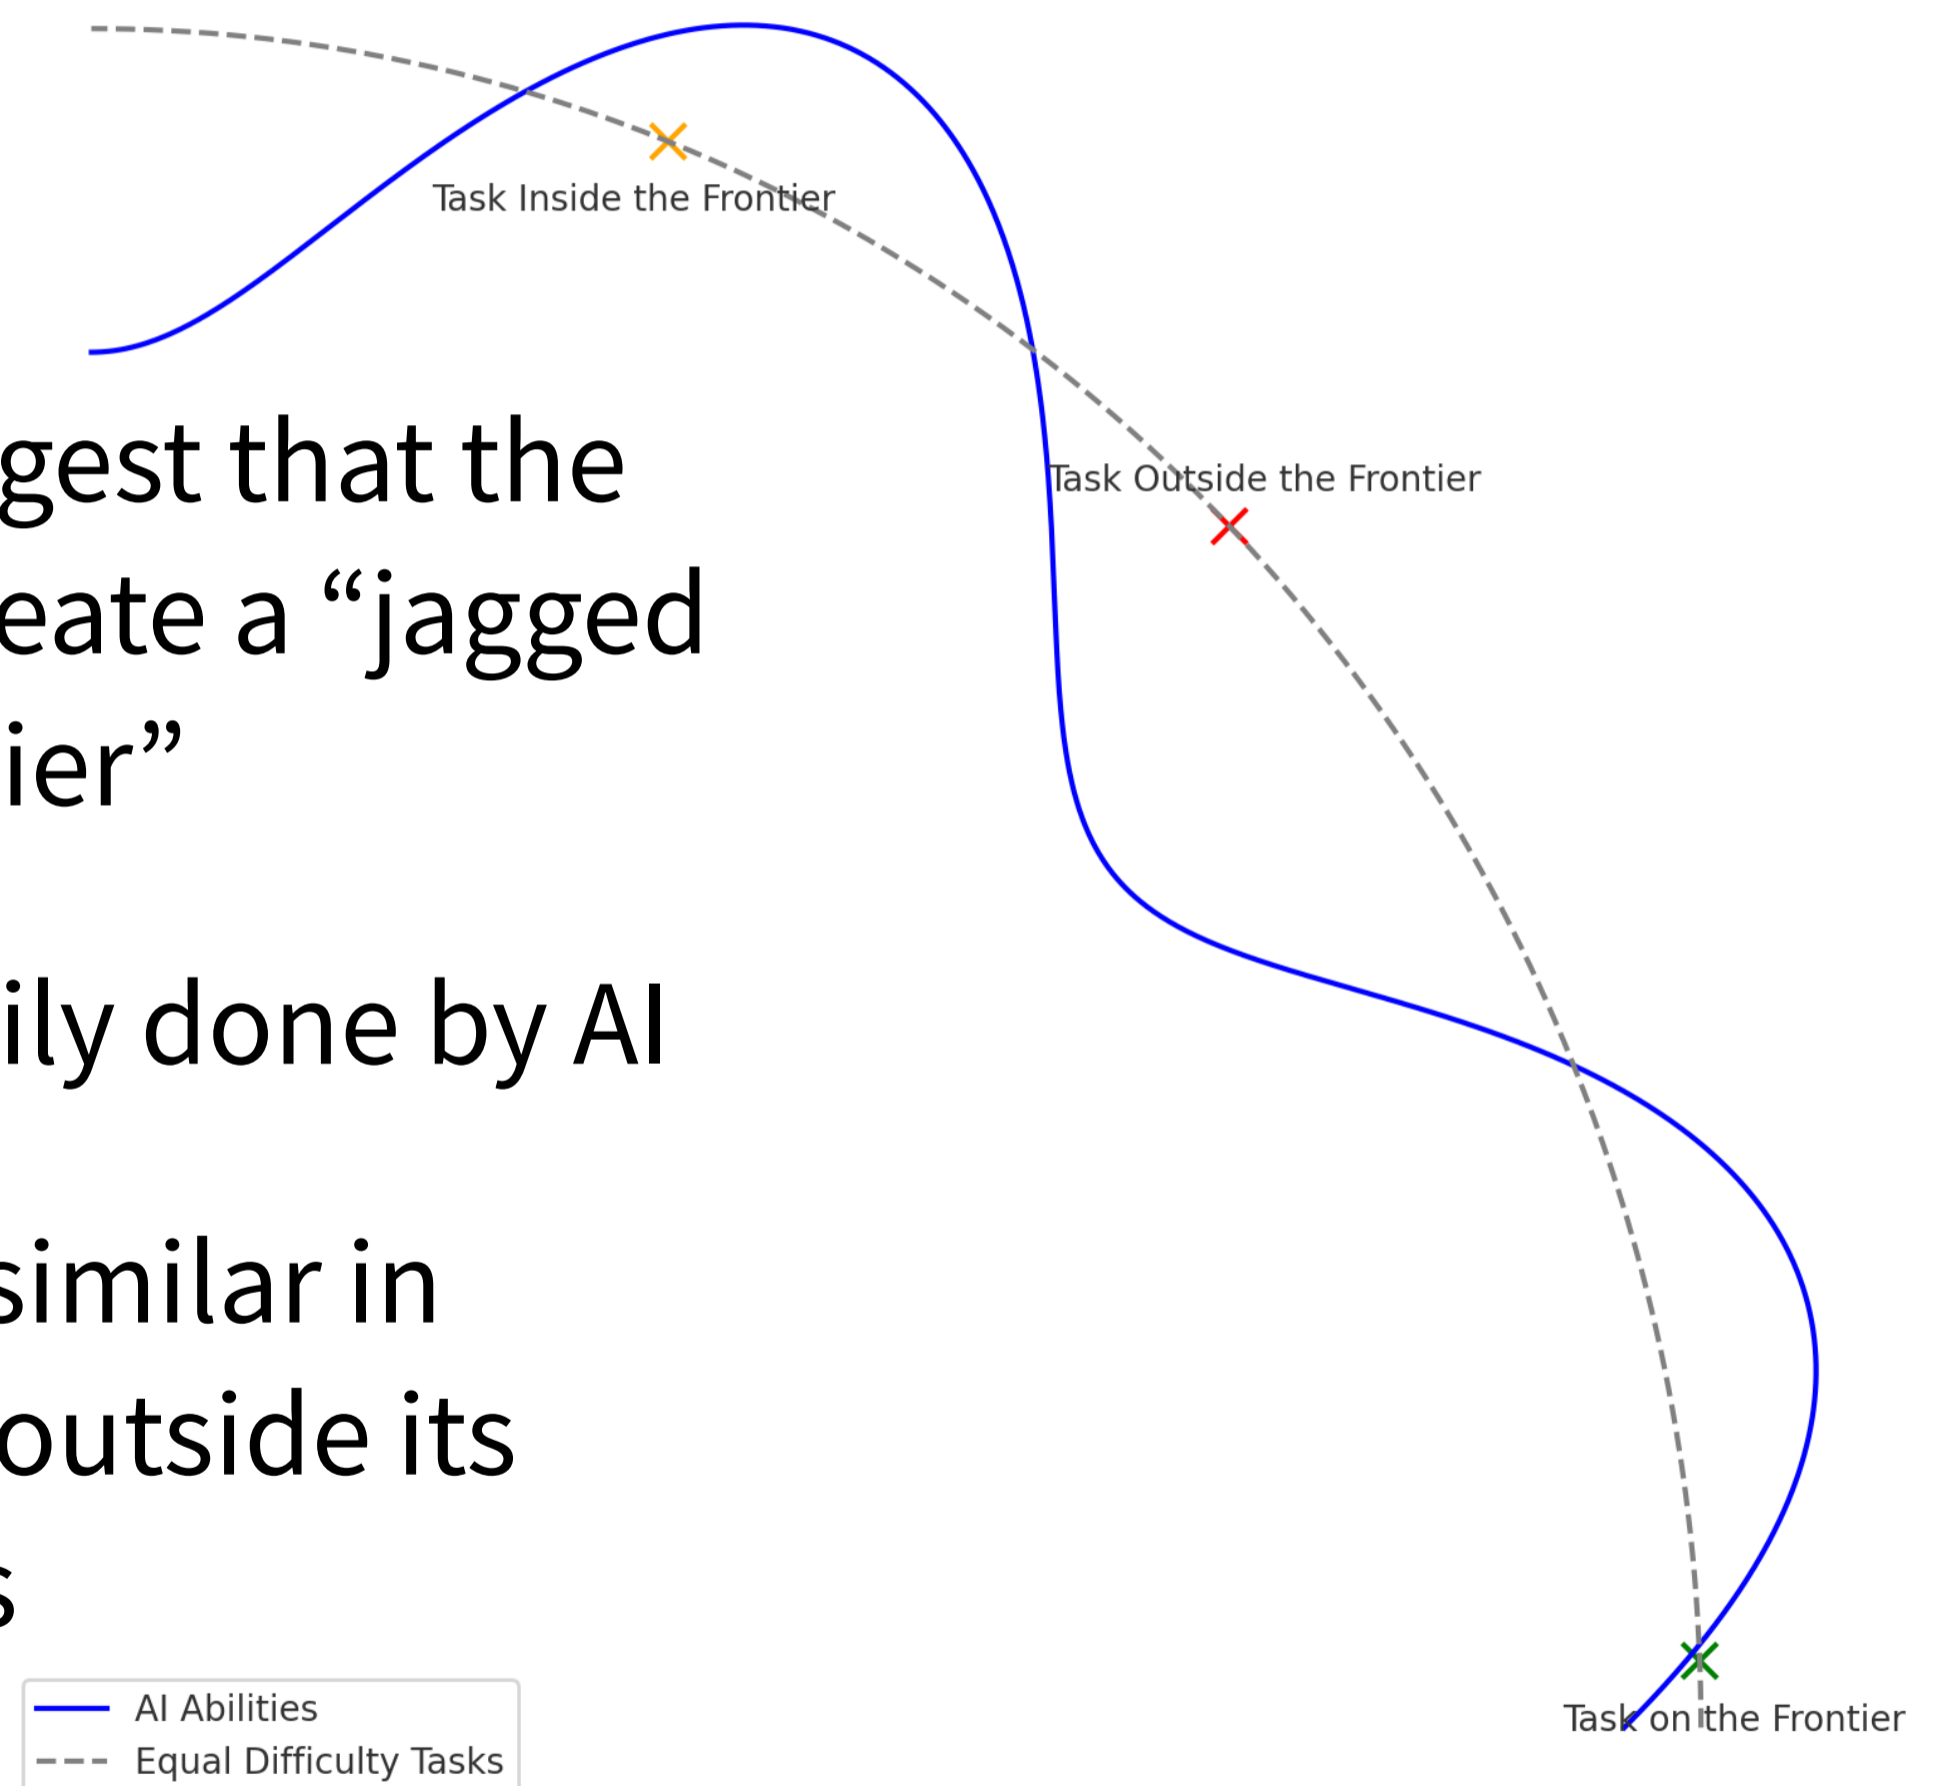 Task Inside the Frontier
gest that the
Task Outside the Frontier
eate a “jagged
ier”
ily done by AI
similar in
outside its
s
AI Abilities
Task on the Frontier
Equal Difficulty Tasks